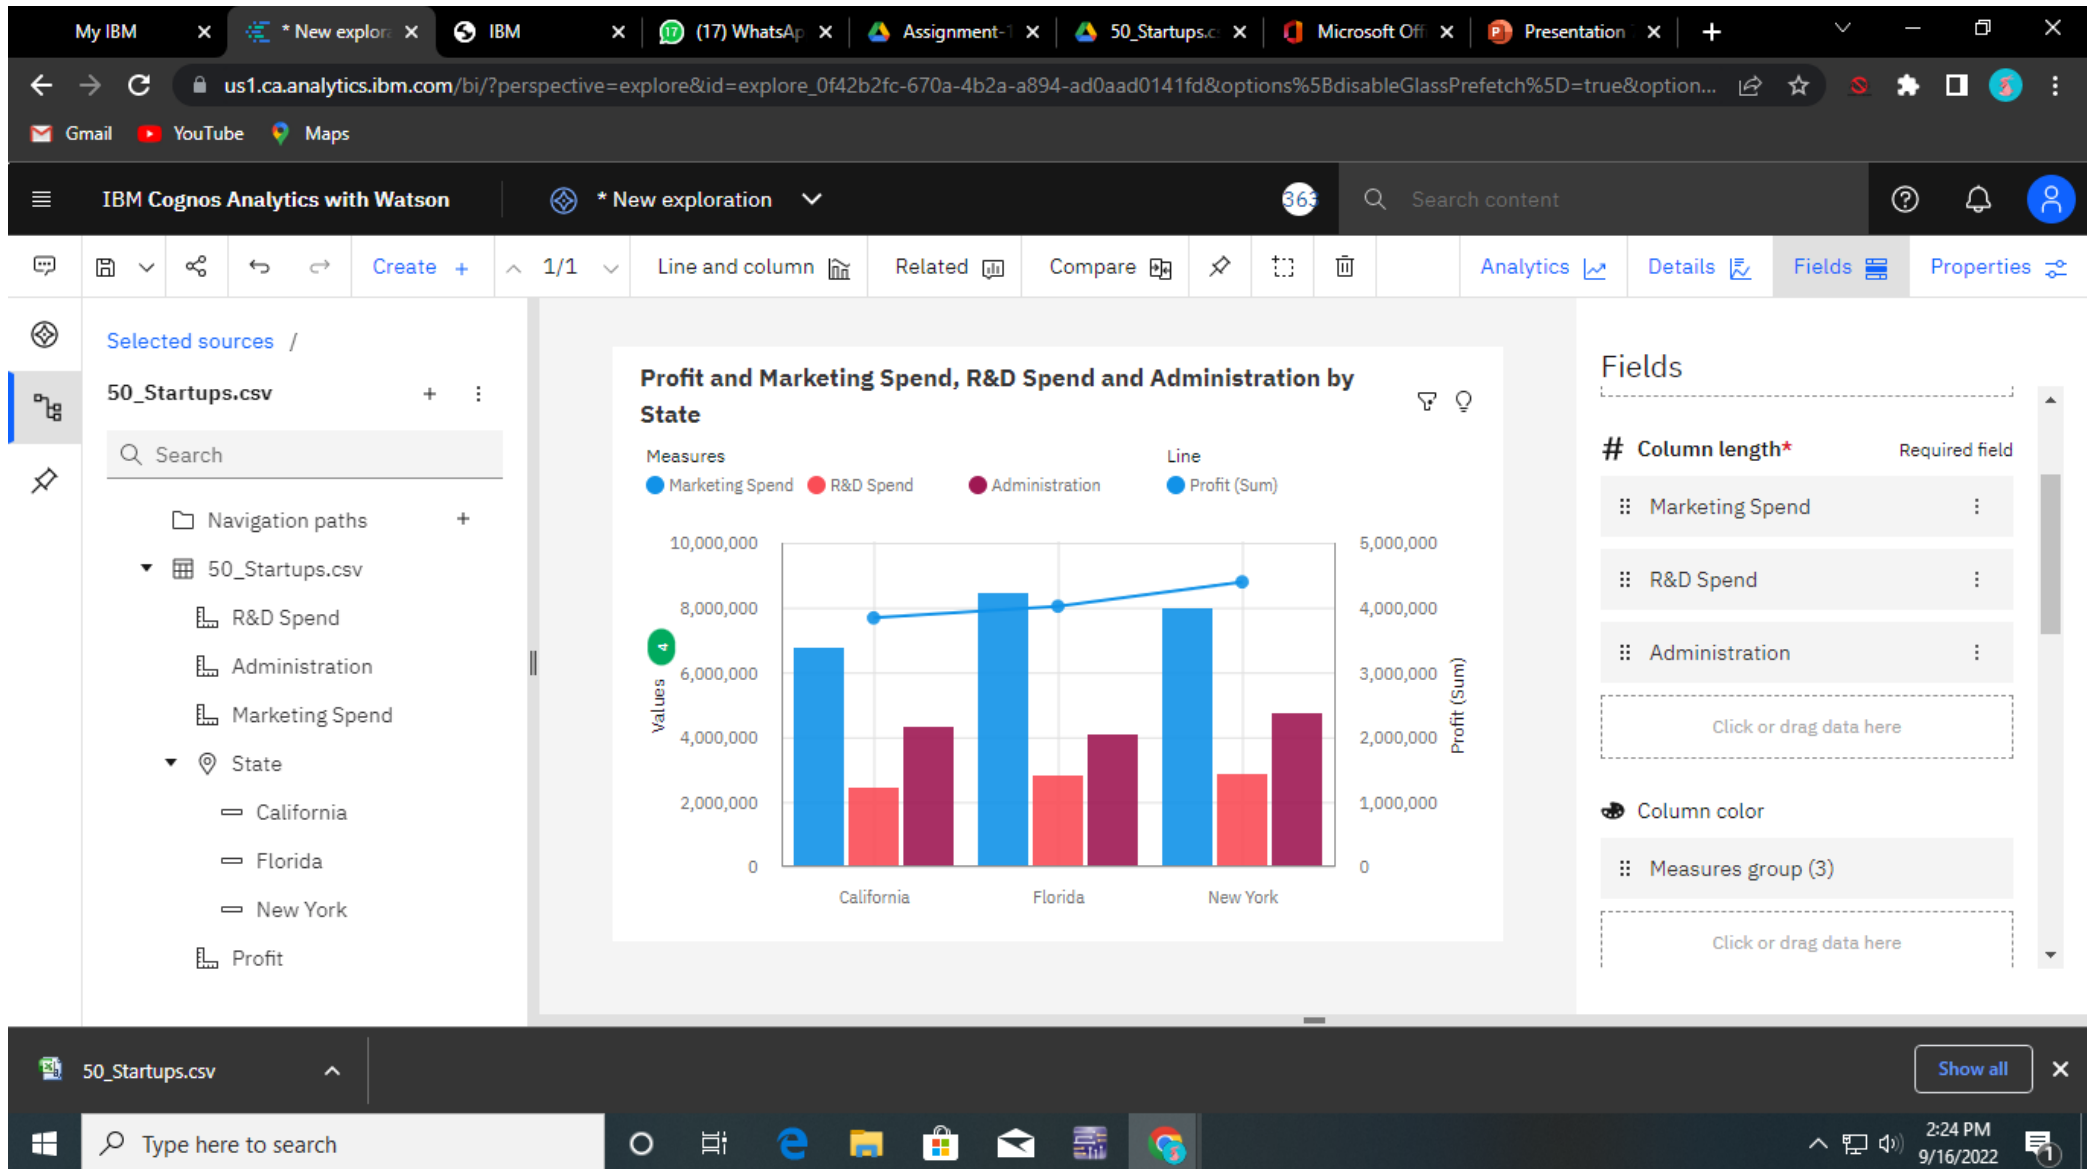 My IBM
* New explor
IBM
(17) WhatsAp
Assignment-1
50_Startups.c
Microsoft Off
Presentation
us1.ca.analytics.ibm.com/bi/?perspective=explore&id=explore_0f42b2fc-670a-4b2a-a894-ad0aad0141fd&options%5BdisableGlassPrefetch%5D=true&option...
Gmail
YouTube
Maps
IBM Cognos Analytics with Watson
* New exploration
363
Search content
Create +
1/1
Line and column
Related
Compare
Analytics
Details
Fields
Properties
Selected sources /
50_Startups.csv
Search
Navigation paths
50_Startups.csv
R&D Spend
Administration
Marketing Spend
State
California
Florida
New York
Profit
Profit and Marketing Spend, R&D Spend and Administration by
State
Measures
Line
Marketing Spend
R&D Spend
Administration
Profit (Sum)
10,000,000
8,000,000
6,000,000
4,000,000
2,000,000
0
Values
4
5,000,000
4,000,000
3,000,000
2,000,000
1,000,000
0
Profit (Sum)
California
Florida
New York
Fields
# Column length*
Required field
Marketing Spend
R&D Spend
Administration
Click or drag data here
Column color
Measures group (3)
Click or drag data here
50_Startups.csv
Show all
Type here to search
2:24 PM
9/16/2022
1